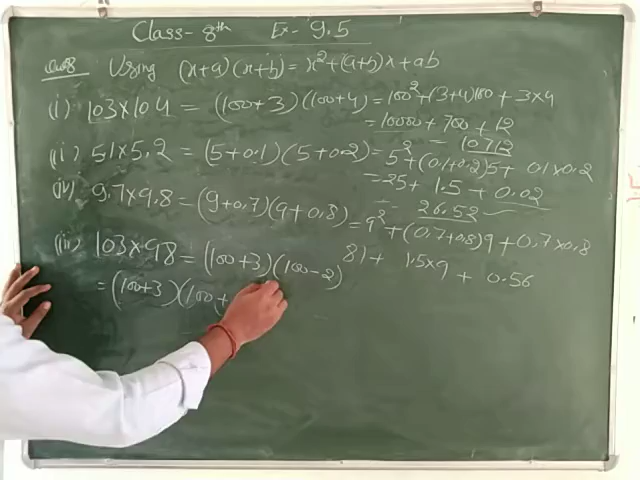 Class - 8th Ex - 9.5
Ques Using (x+a)(x+b) = x²+(a+b)x+ab
(i) 103×104 = (100+3)(100+4) = 100²+(3+4)100 + 3×4
= 10000 + 700 + 12
= 10712
(ii) 5.1×5.2 = (5+0.1)(5+0.2) = 5²+(0.1+0.2)5+ 0.1×0.2
= 25+ 1.5 + 0.02
= 26.52
(iv) 9.7×9.8 = (9+0.7)(9+0.8) = 9²+(0.7+0.8)9+0.7×0.8
81 + 1.5×9 + 0.56
(iii) 103×98 = (100+3)(100-2)
= (100+3)(100+